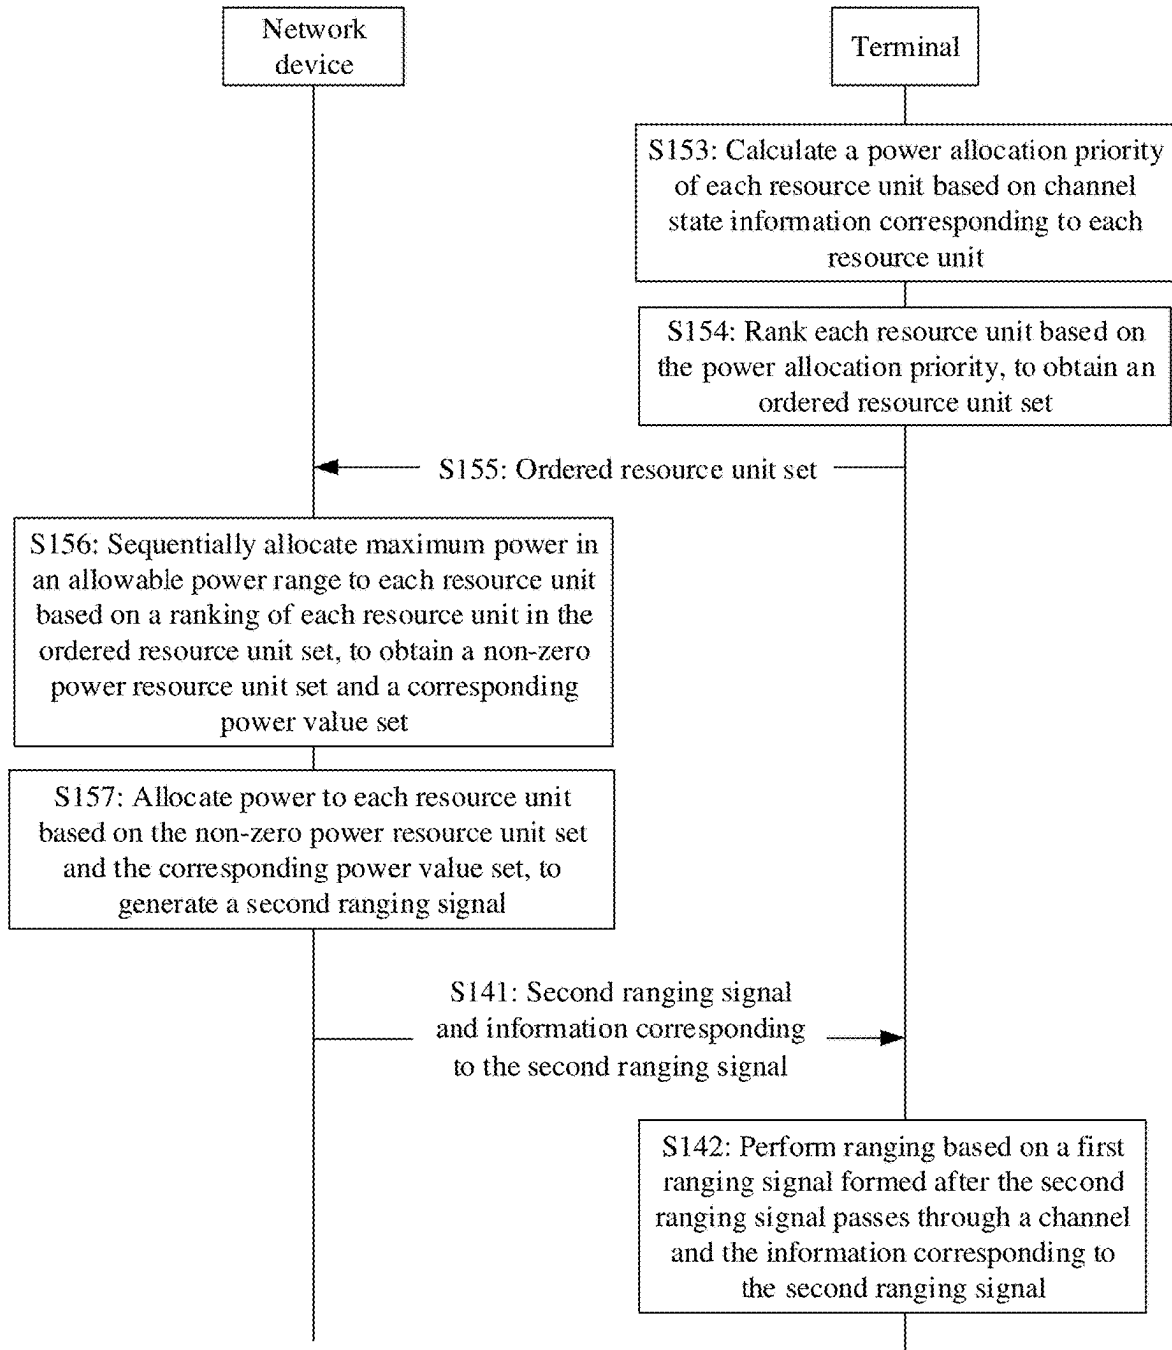 Network
device
Terminal
S153: Calculate a power allocation priority
of each resource unit based on channel
state information corresponding to each
resource unit
S154: Rank each resource unit based on
the power allocation priority, to obtain an
ordered resource unit set
S155: Ordered resource unit set
S156: Sequentially allocate maximum power in
an allowable power range to each resource unit
based on a ranking of each resource unit in the
ordered resource unit set, to obtain a non-zero
power resource unit set and a corresponding
power value set
S157: Allocate power to each resource unit
based on the non-zero power resource unit set
and the corresponding power value set, to
generate a second ranging signal
S141: Second ranging signal
and information corresponding
to the second ranging signal
S142: Perform ranging based on a first
ranging signal formed after the second
ranging signal passes through a channel
and the information corresponding to
the second ranging signal